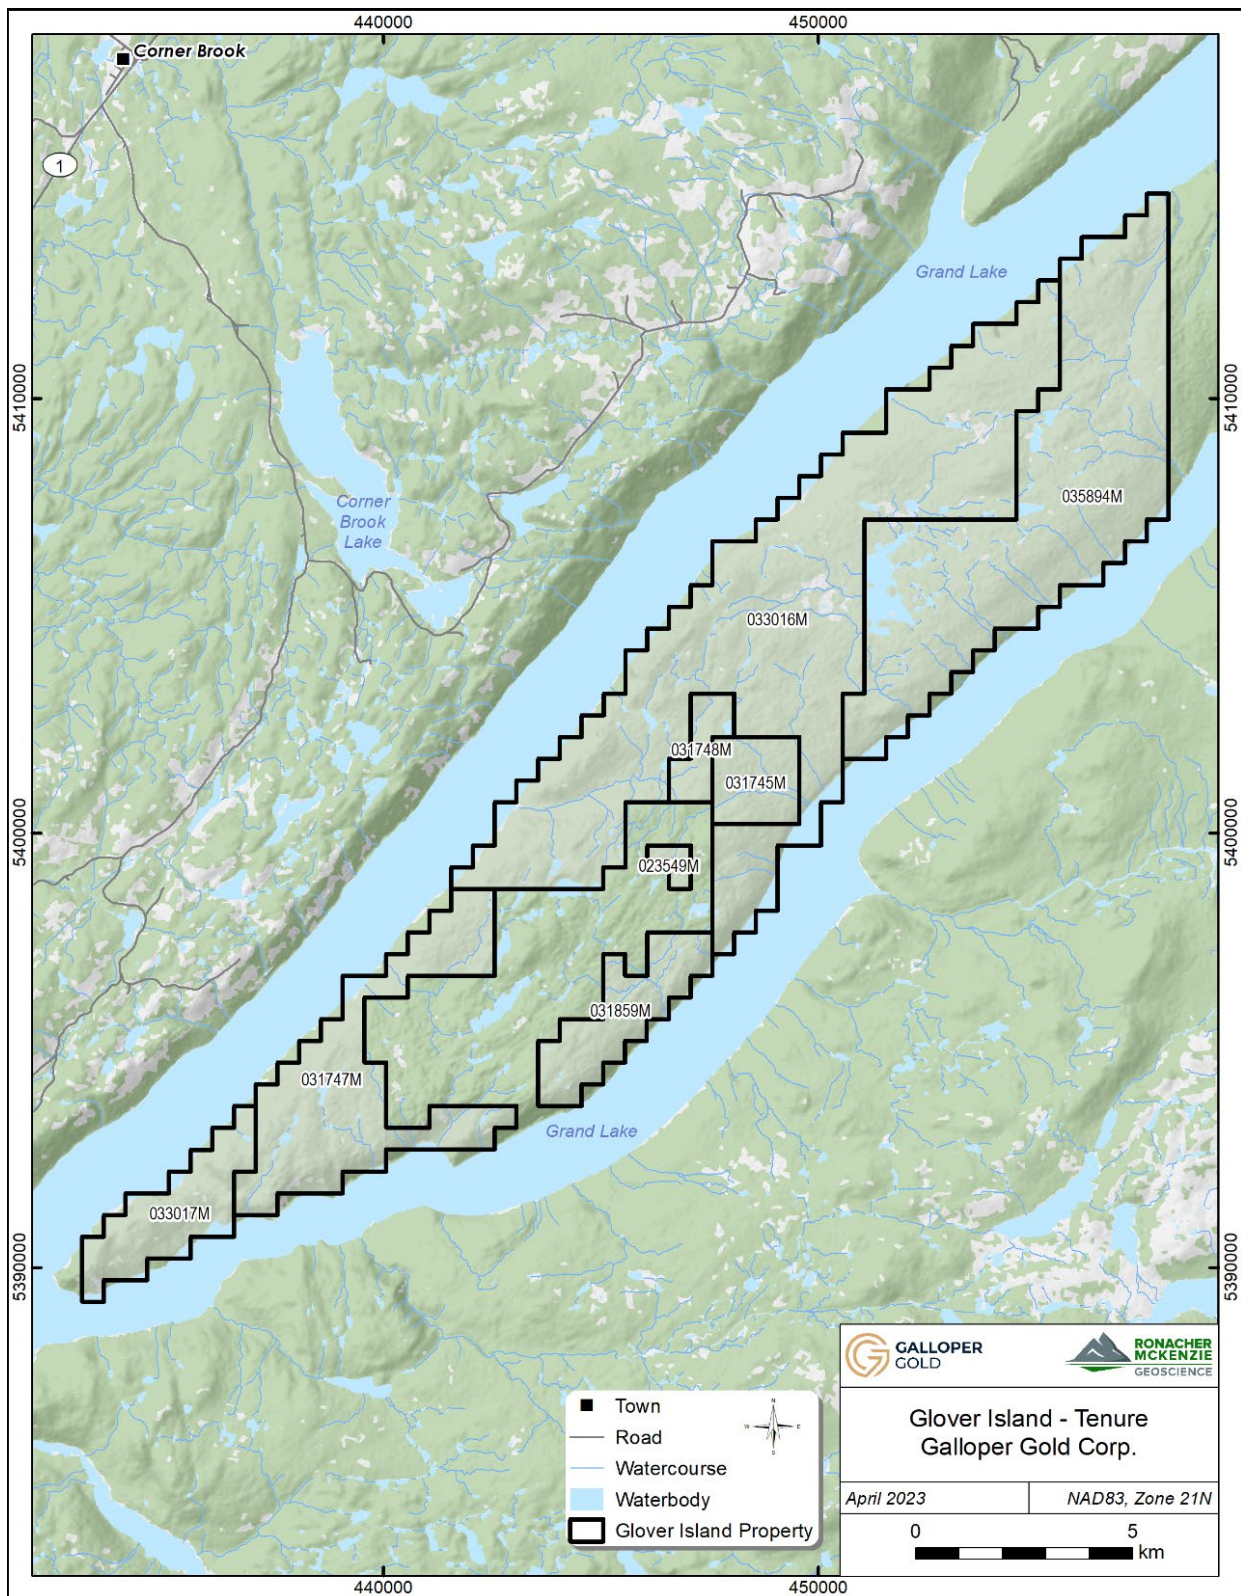 440000
450000
Corner Brook
1
Grand Lake
5410000
5410000
035894M
Corner
Brook
Lake
033016M
031748M
031745M
5400000
5400000
023549M
031859M
031747M
Grand Lake
033017M
5390000
5390000
GALLOPER
GOLD
RONACHER
MCKENZIE
GEOSCIENCE
Town
Road
Watercourse
Waterbody
Glover Island Property
N
W
E
S
Glover Island - Tenure
Galloper Gold Corp.
April 2023
NAD83, Zone 21N
0
5
km
440000
450000